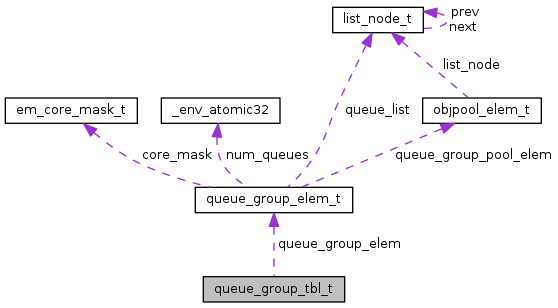 list_node_t
prev
next
list_node
em_core_mask_t
_env_atomic32
queue_list
objpool_elem_t
core_mask
num_queues
queue_group_pool_elem
queue_group_elem_t
queue_group_elem
queue_group_tbl_t